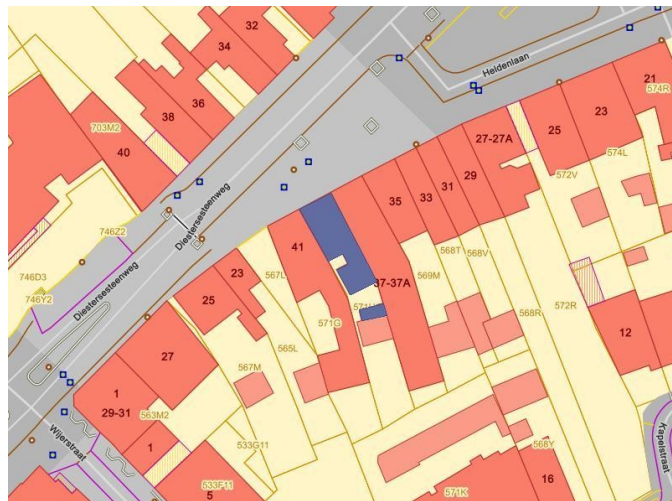 32
34
36
38
40
703M2
Heldenlaan
21
574R
23
574L
25
572V
27-27A
29
31
33
35
Diestersesteenweg
746Z2
746D3
746Y2
Diestersesteenweg
41
567L
23
25
37-37A
569M
568T
568V
572R
568R
571G
565L
567M
12
27
1
29-31
563M2
1
Wijerstraat
533G11
533F11
5
568Y
571K
16
Kapelstraat